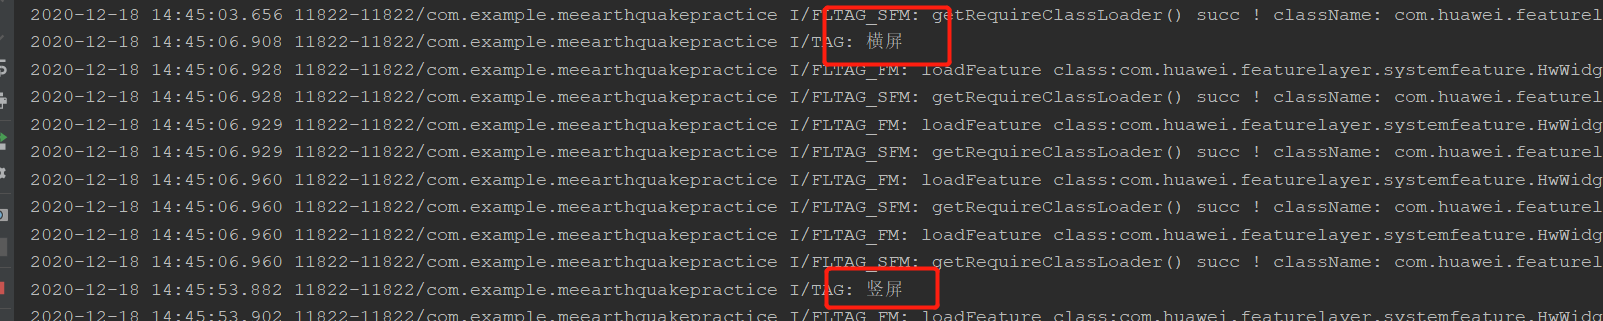 2020-12-18 14:45:03.656 11822-11822/com.example.meearthquakepractice I/FLTAG_SFM: getRequireClassLoader() succ ! className: com.huawei.featurel
2020-12-18 14:45:06.908 11822-11822/com.example.meearthquakepractice I/TAG: 横屏
2020-12-18 14:45:06.928 11822-11822/com.example.meearthquakepractice I/FLTAG_FM: loadFeature class:com.huawei.featurelayer.systemfeature.HwWidg
2020-12-18 14:45:06.928 11822-11822/com.example.meearthquakepractice I/FLTAG_SFM: getRequireClassLoader() succ ! className: com.huawei.featurel
2020-12-18 14:45:06.929 11822-11822/com.example.meearthquakepractice I/FLTAG_FM: loadFeature class:com.huawei.featurelayer.systemfeature.HwWidg
2020-12-18 14:45:06.929 11822-11822/com.example.meearthquakepractice I/FLTAG_SFM: getRequireClassLoader() succ ! className: com.huawei.featurel
2020-12-18 14:45:06.960 11822-11822/com.example.meearthquakepractice I/FLTAG_FM: loadFeature class:com.huawei.featurelayer.systemfeature.HwWidg
2020-12-18 14:45:06.960 11822-11822/com.example.meearthquakepractice I/FLTAG_SFM: getRequireClassLoader() succ ! className: com.huawei.featurel
2020-12-18 14:45:06.960 11822-11822/com.example.meearthquakepractice I/FLTAG_FM: loadFeature class:com.huawei.featurelayer.systemfeature.HwWidg
2020-12-18 14:45:06.960 11822-11822/com.example.meearthquakepractice I/FLTAG_SFM: getRequireClassLoader() succ ! className: com.huawei.featurel
2020-12-18 14:45:53.882 11822-11822/com.example.meearthquakepractice I/TAG: 竖屏
2020-12-18 14:45:53.902 11822-11822/com.example.meearthquakepractice I/FLTAG_FM: loadFeature class:com.huawei.featurelayer.systemfeature.HwWidg